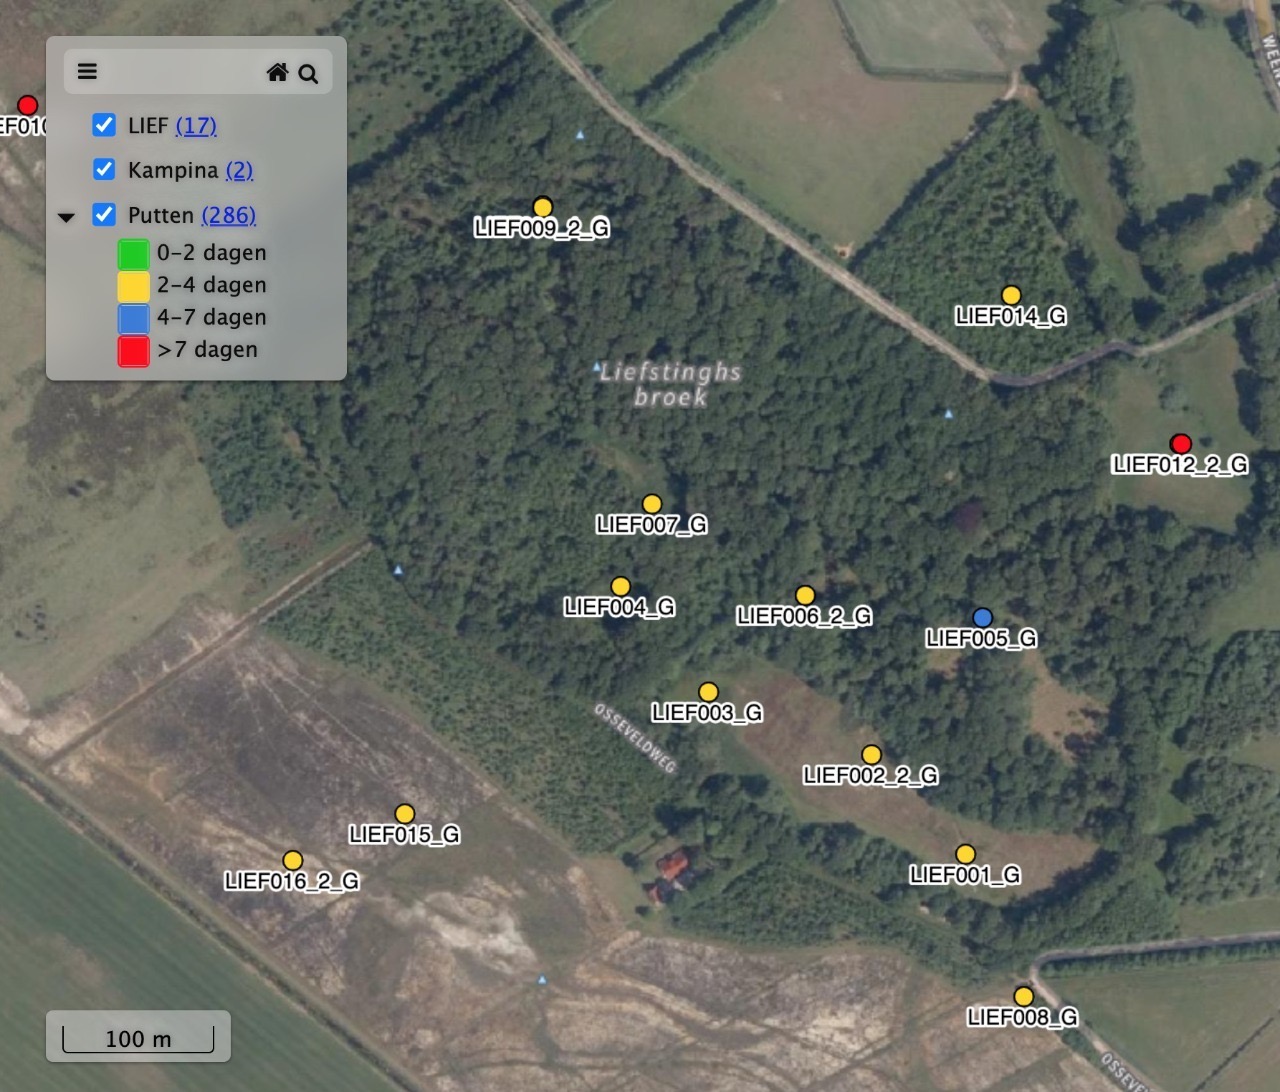 LIEF (17)
Kampina (2)
Putten (286)
0-2 dagen
2-4 dagen
4-7 dagen
>7 dagen
LIEF009_2_G
LIEF014_G
Liefstinghs
broek
LIEF012_2_G
LIEF007_G
LIEF004_G
LIEF006_2_G
LIEF005_G
LIEF003_G
OSSEVELDWEG
LIEF002_2_G
LIEF015_G
LIEF001_G
LIEF016_2_G
LIEF008_G
100 m